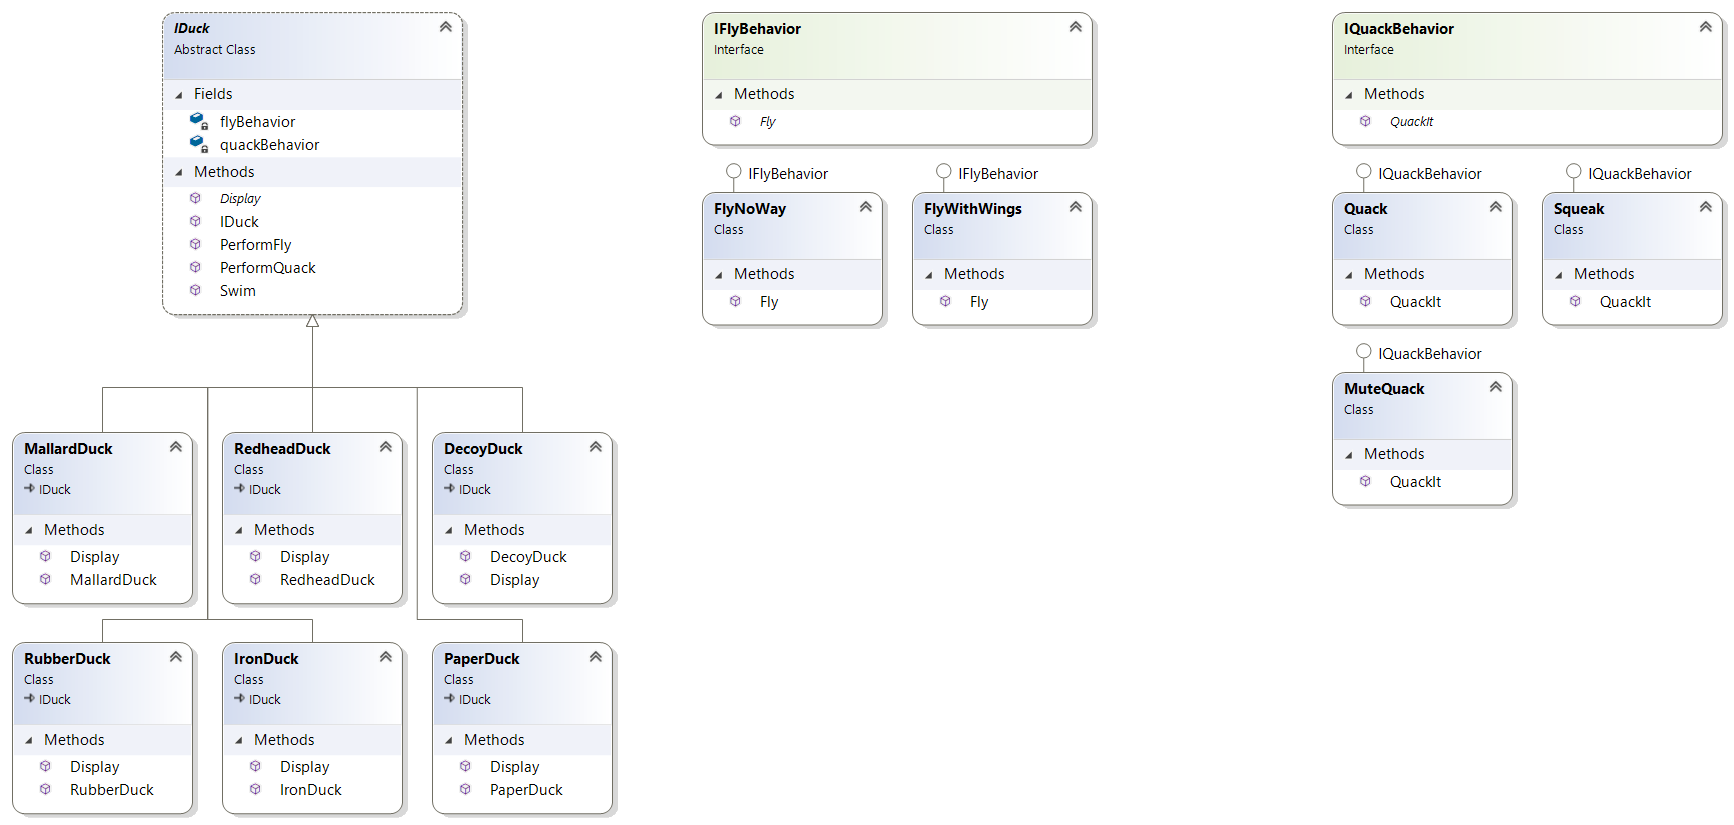 IDuck
Abstract Class
Fields
flyBehavior
quackBehavior
Methods
Display
IDuck
PerformFly
PerformQuack
Swim
IFlyBehavior
Interface
Methods
Fly
IQuackBehavior
Interface
Methods
QuackIt
IFlyBehavior
FlyNoWay
Class
Methods
Fly
IFlyBehavior
FlyWithWings
Class
Methods
Fly
IQuackBehavior
Quack
Class
Methods
QuackIt
IQuackBehavior
Squeak
Class
Methods
QuackIt
IQuackBehavior
MuteQuack
Class
Methods
QuackIt
MallardDuck
Class
IDuck
Methods
Display
MallardDuck
RedheadDuck
Class
IDuck
Methods
Display
RedheadDuck
DecoyDuck
Class
IDuck
Methods
DecoyDuck
Display
RubberDuck
Class
IDuck
Methods
Display
RubberDuck
IronDuck
Class
IDuck
Methods
Display
IronDuck
PaperDuck
Class
IDuck
Methods
Display
PaperDuck